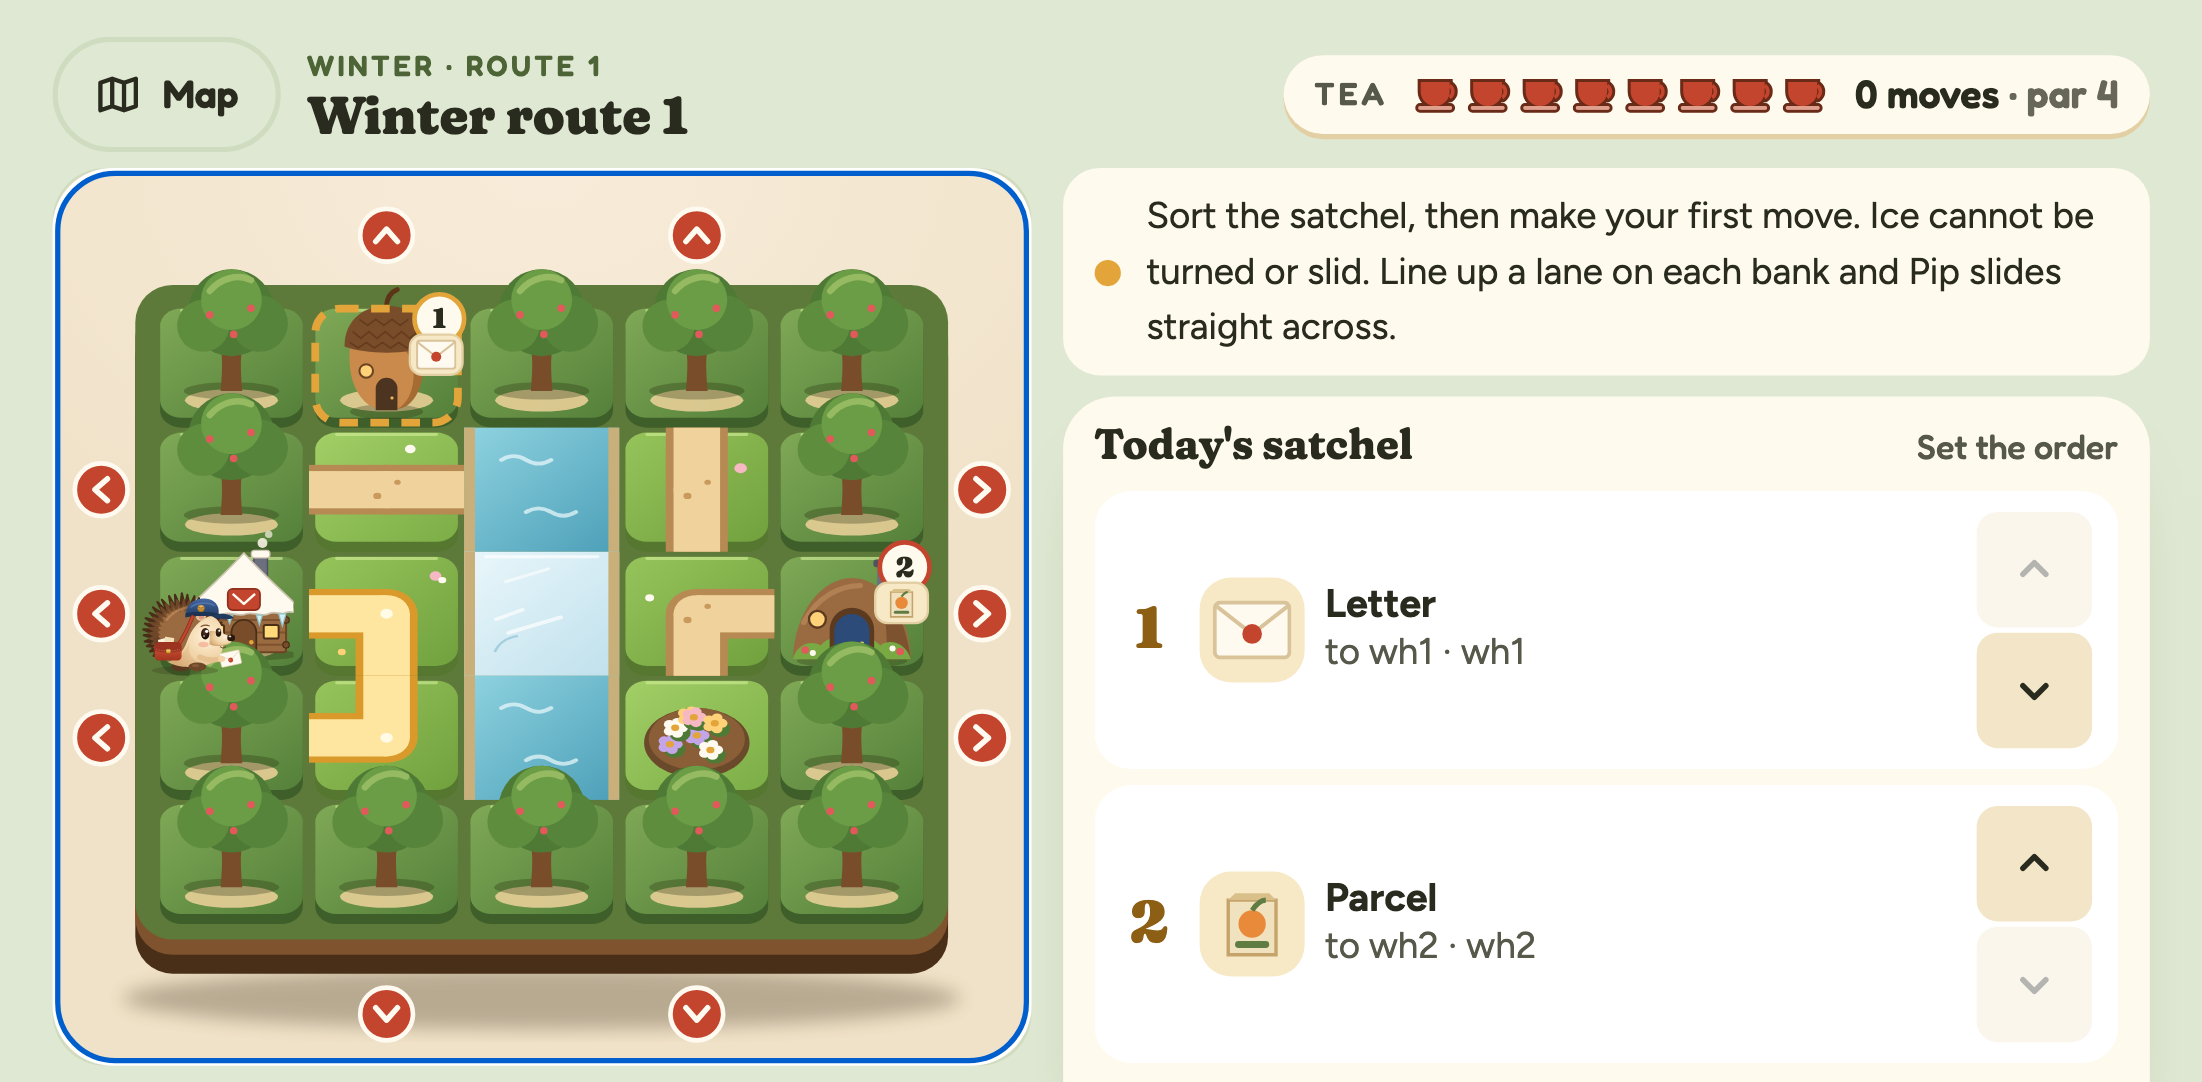 Map
WINTER · ROUTE 1
Winter route 1
TEA
0 moves · par 4
1
2
Sort the satchel, then make your first move. Ice cannot be
turned or slid. Line up a lane on each bank and Pip slides
straight across.
Today's satchel
Set the order
1
Letter
to wh1 · wh1
2
Parcel
to wh2 · wh2